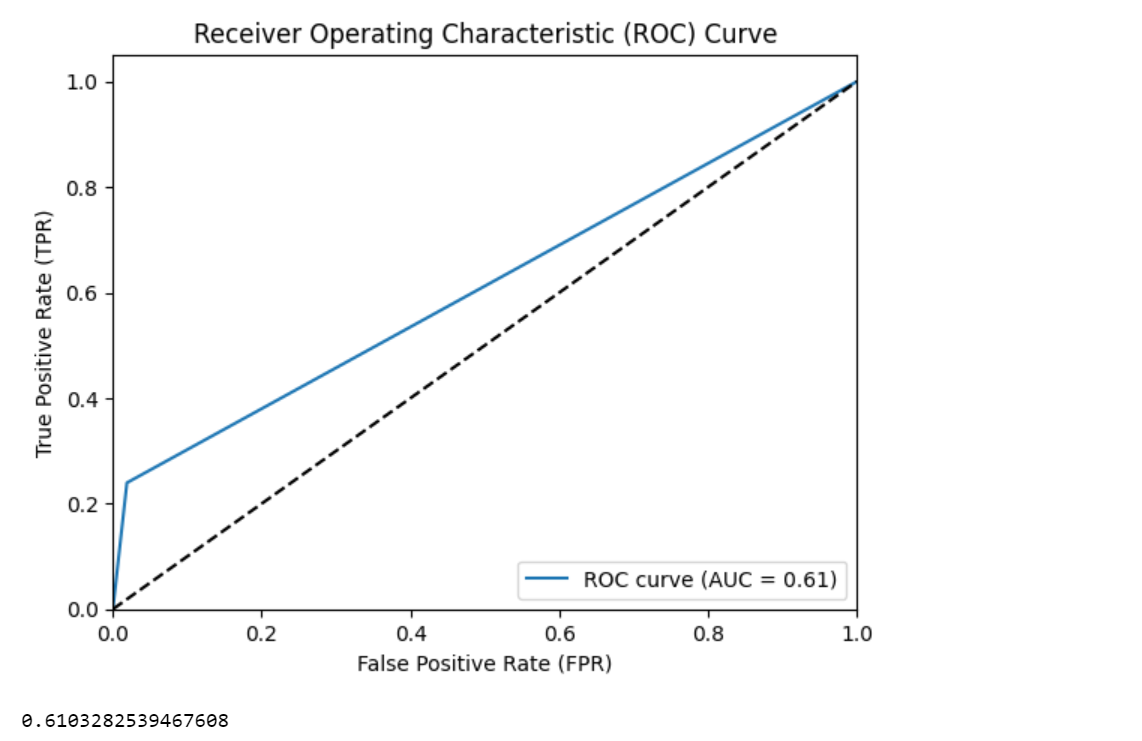 Receiver Operating Characteristic (ROC) Curve
1.0
0.8
0.6
0.4
0.2
0.0
True Positive Rate (TPR)
ROC curve (AUC = 0.61)
0.0 0.2 0.4 0.6 0.8 1.0
False Positive Rate (FPR)
0.6103282539467608